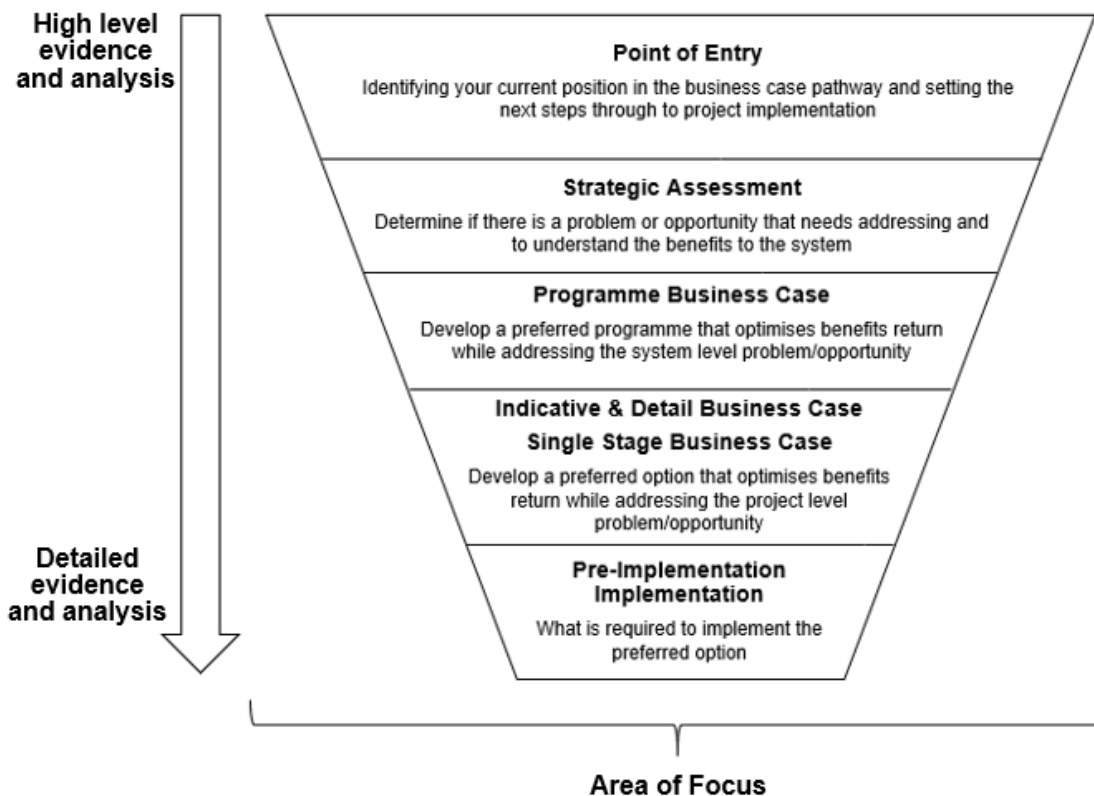 High level
evidence
and analysis
Point of Entry
Identifying your current position in the business case pathway and setting the
next steps through to project implementation
Strategic Assessment
Determine if there is a problem or opportunity that needs addressing and
to understand the benefits to the system
Programme Business Case
Develop a preferred programme that optimises benefits return
while addressing the system level problem/opportunity
Indicative & Detail Business Case
Single Stage Business Case
Develop a preferred option that optimises benefits
return while addressing the project level
problem/opportunity
Detailed
evidence
and analysis
Pre-Implementation
Implementation
What is required to implement the
preferred option
Area of Focus